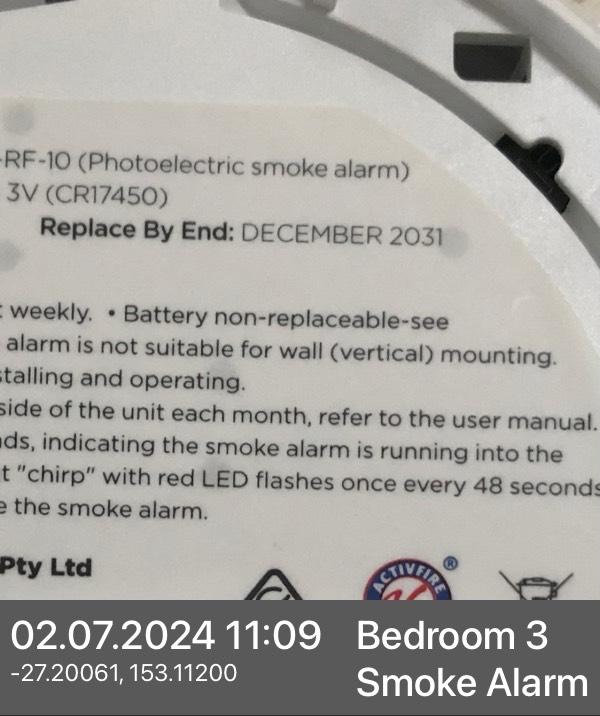 -RF-10 (Photoelectric smoke alarm)
3V (CR17450)
Replace By End: DECEMBER 2031
weekly. • Battery non-replaceable-see
alarm is not suitable for wall (vertical) mounting.
stalling and operating.
side of the unit each month, refer to the user manual.
nds, indicating the smoke alarm is running into the
t "chirp" with red LED flashes once every 48 seconds
e the smoke alarm.
Pty Ltd
ACTIVFIRE ®
02.07.2024 11:09
-27.20061, 153.11200
Bedroom 3
Smoke Alarm